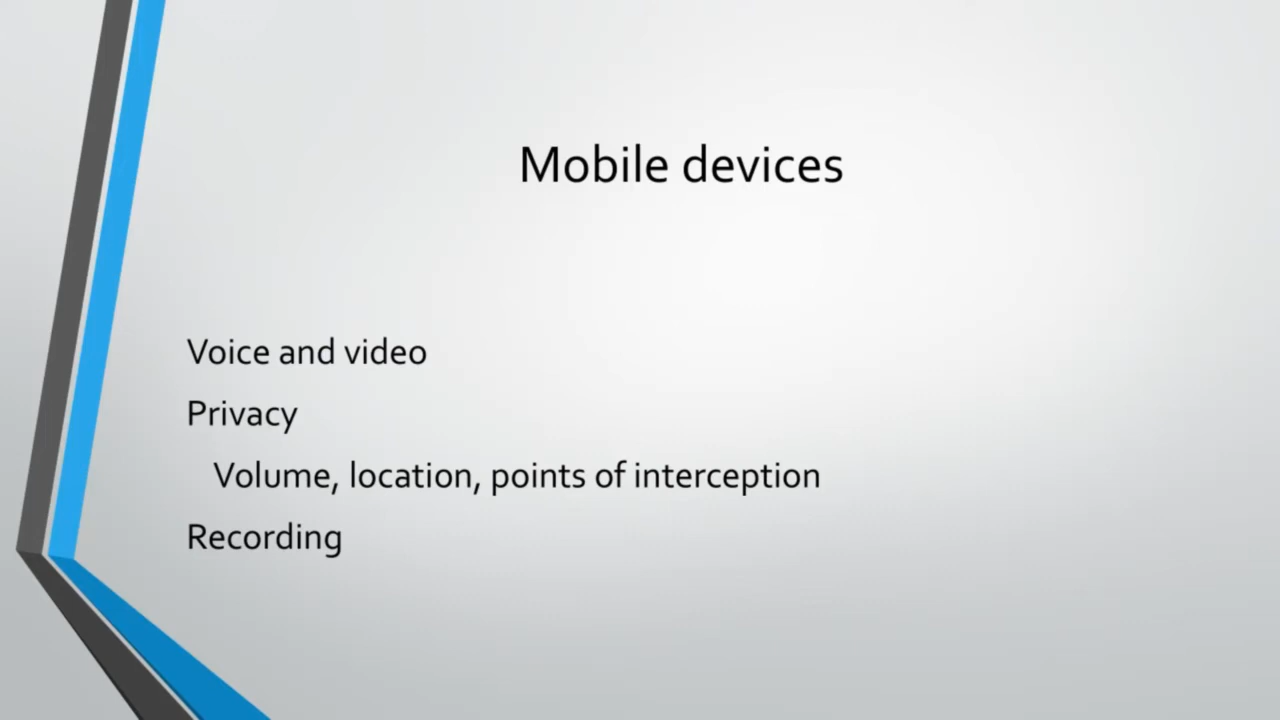 Mobile devices
Voice and video
Privacy
Volume, location, points of interception
Recording